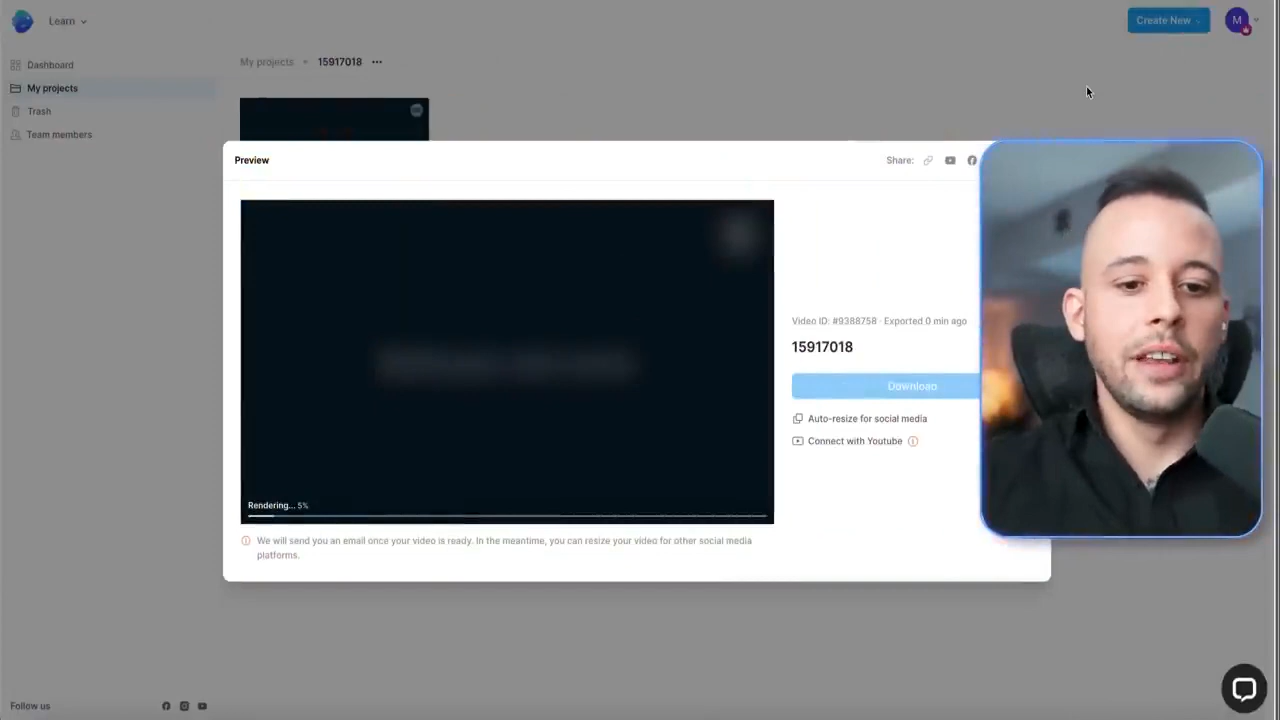 Learn
Create New
M
Dashboard
My projects
Trash
Team members
My projects
15917018
Preview
Share:
Rendering... 5%
We will send you an email once your video is ready. In the meantime, you can resize your video for other social media
platforms.
Video ID: #9388758 · Exported 0 min ago
15917018
Download
Auto-resize for social media
Connect with Youtube
Follow us